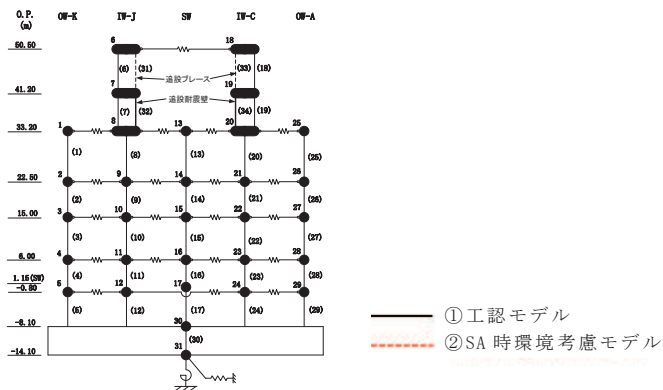 O.P. (m) OW-K IW-J SW IW-C OW-A
50.50 6 18
(6) (31) (33) (18)
追設ブレース
41.20 7 19
追設耐震壁
(7) (32) (34) (19)
33.20 1 8 13 20 25
(1) (8) (13) (20) (25)
22.50 2 9 14 21 26
(2) (9) (14) (21) (26)
15.00 3 10 15 22 27
(3) (10) (15) (22) (27)
6.00 4 11 16 23 28
(4) (11) (16) (23) (28)
1.15(SW) 17
-0.80 5 12 24 29
(5) (12) (17) (24) (29)
-8.10 30
(30)
-14.10 31
①工認モデル
②SA 時環境考慮モデル